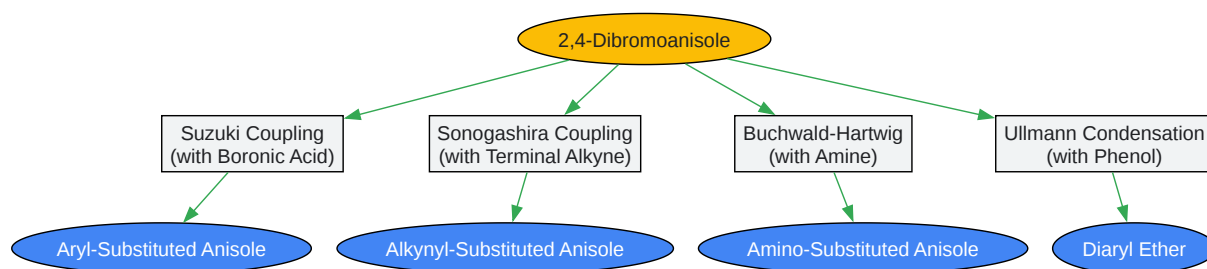 2,4-Dibromoanisole
Suzuki Coupling
(with Boronic Acid)
Sonogashira Coupling
(with Terminal Alkyne)
Buchwald-Hartwig
(with Amine)
Ullmann Condensation
(with Phenol)
Aryl-Substituted Anisole
Alkynyl-Substituted Anisole
Amino-Substituted Anisole
Diaryl Ether